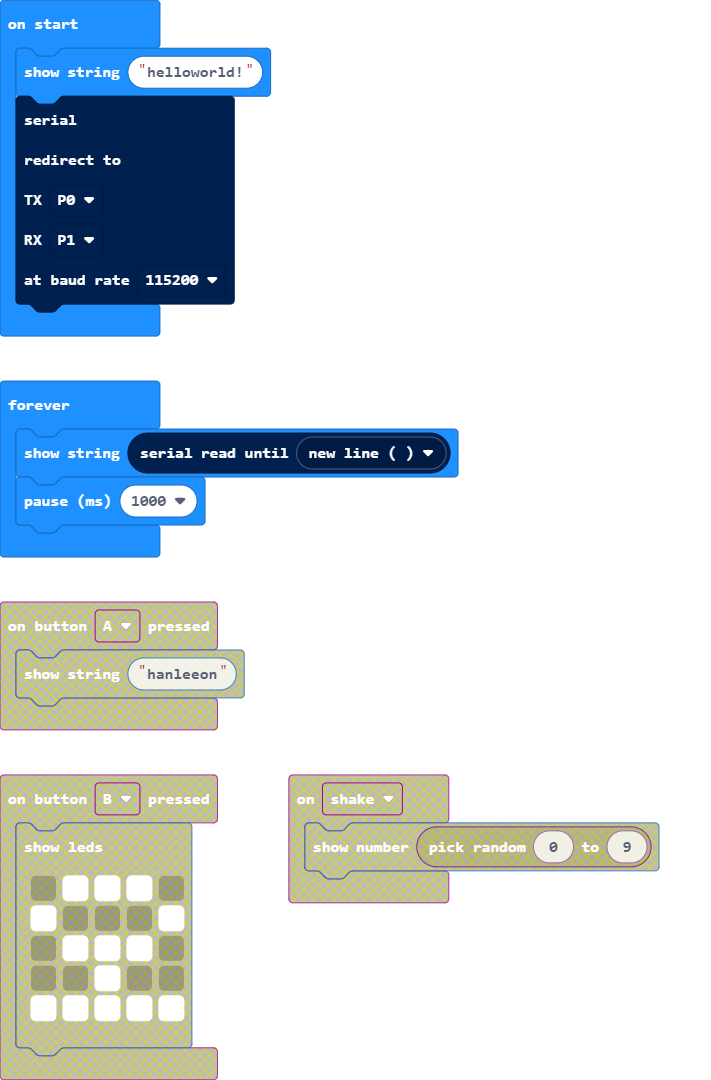 on start
show string "helloworld!"
serial
redirect to
TX P0
RX P1
at baud rate 115200
forever
show string serial read until new line ( )
pause (ms) 1000
on button A pressed
show string "hanleeon"
on button B pressed
show leds
on shake
show number pick random 0 to 9